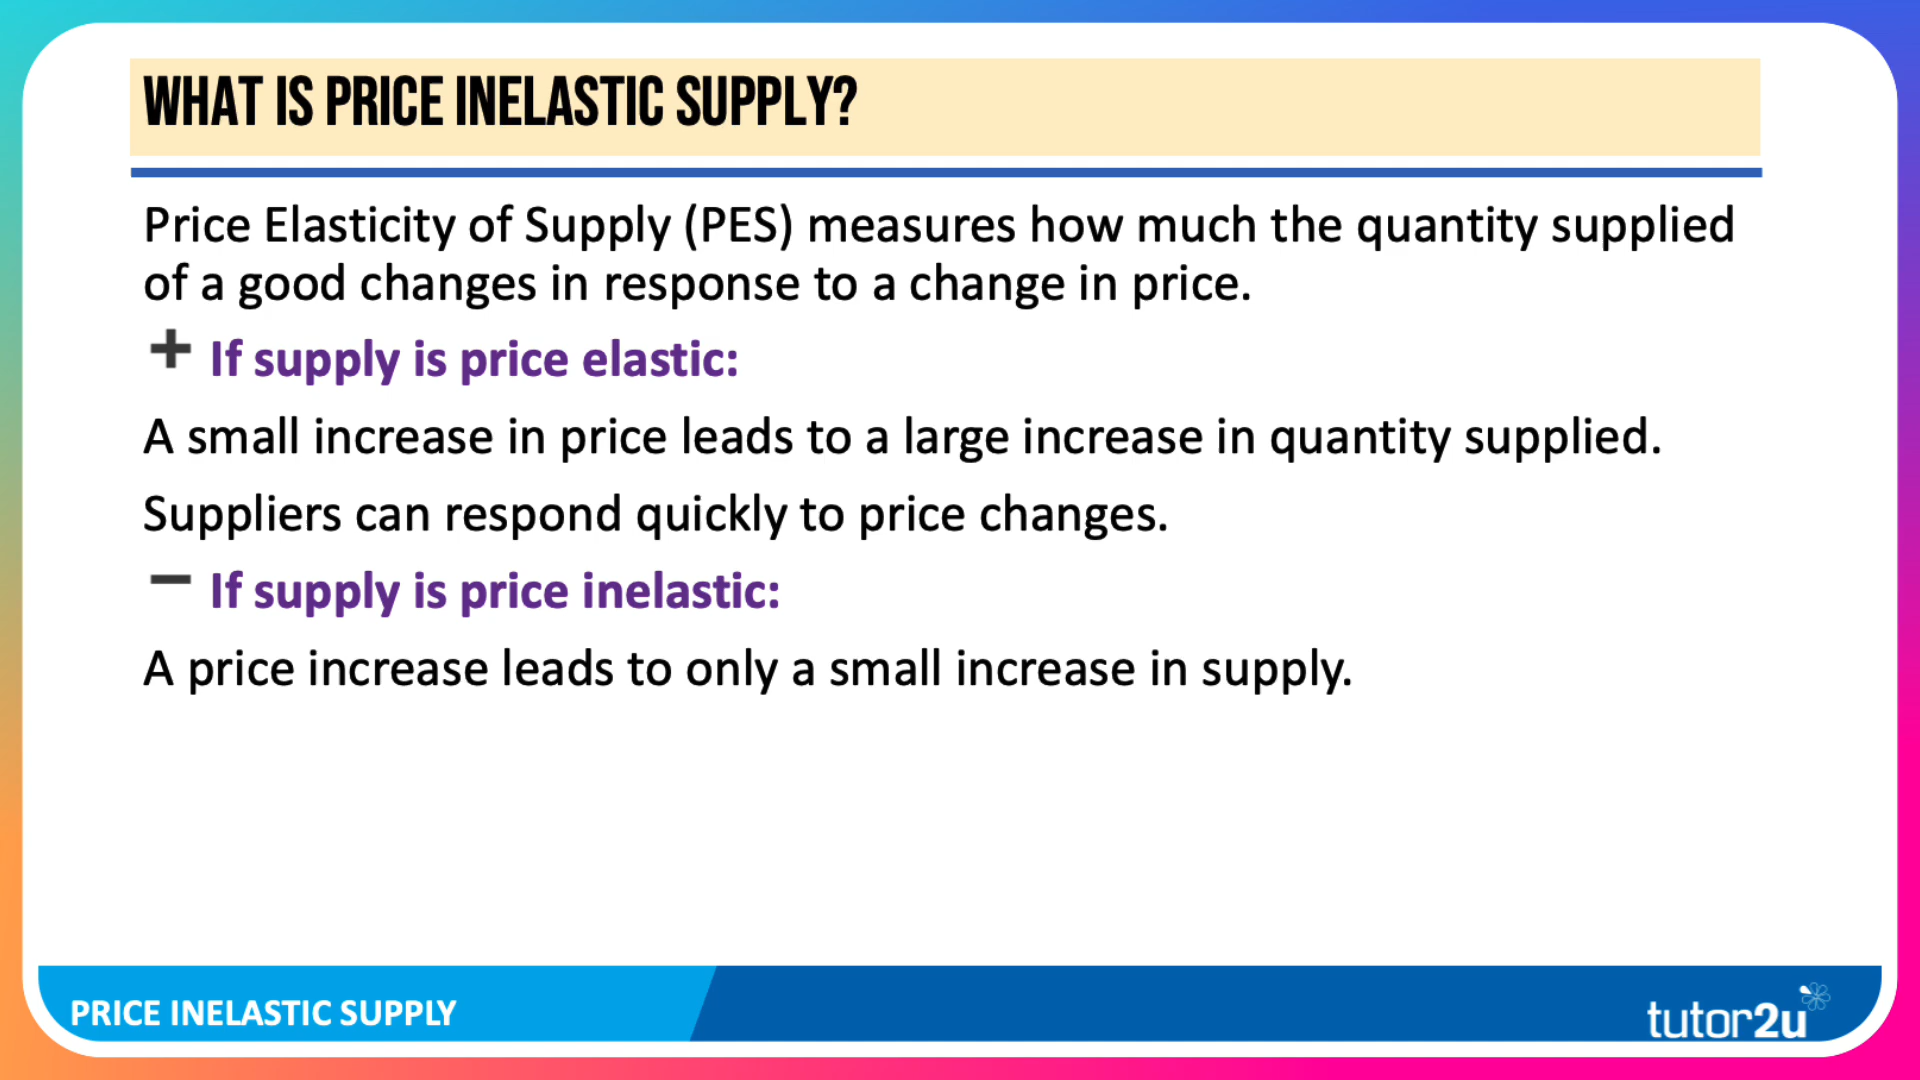 WHAT IS PRICE INELASTIC SUPPLY?
Price Elasticity of Supply (PES) measures how much the quantity supplied
of a good changes in response to a change in price.
+ If supply is price elastic:
A small increase in price leads to a large increase in quantity supplied.
Suppliers can respond quickly to price changes.
− If supply is price inelastic:
A price increase leads to only a small increase in supply.
PRICE INELASTIC SUPPLY
tutor2u